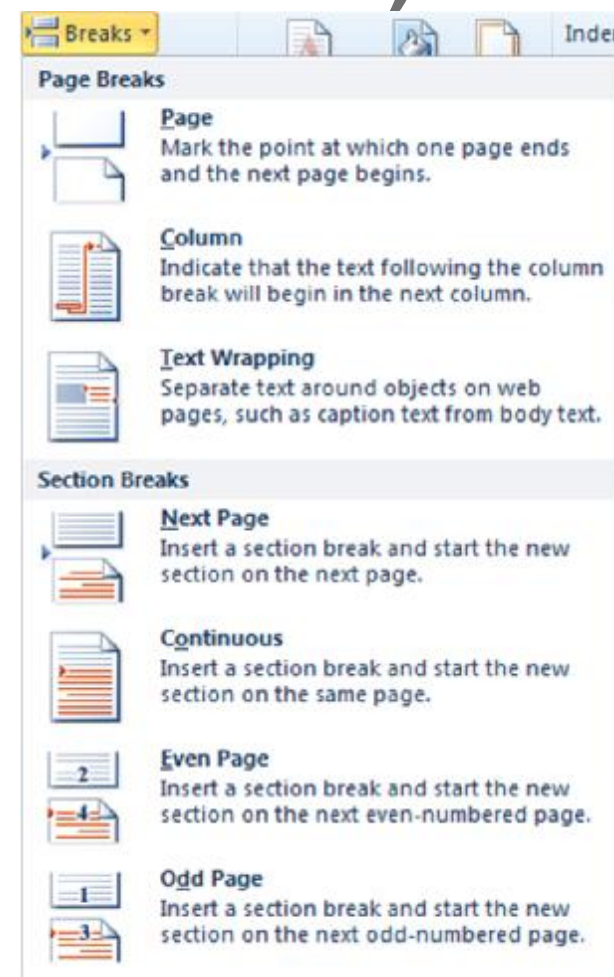 Breaks
Page Breaks
Page
Mark the point at which one page ends
and the next page begins.
Column
Indicate that the text following the column
break will begin in the next column.
Text Wrapping
Separate text around objects on web
pages, such as caption text from body text.
Section Breaks
Next Page
Insert a section break and start the new
section on the next page.
Continuous
Insert a section break and start the new
section on the same page.
Even Page
2
Insert a section break and start the new
section on the next even-numbered page.
4
Odd Page
1
Insert a section break and start the new
section on the next odd-numbered page.
3